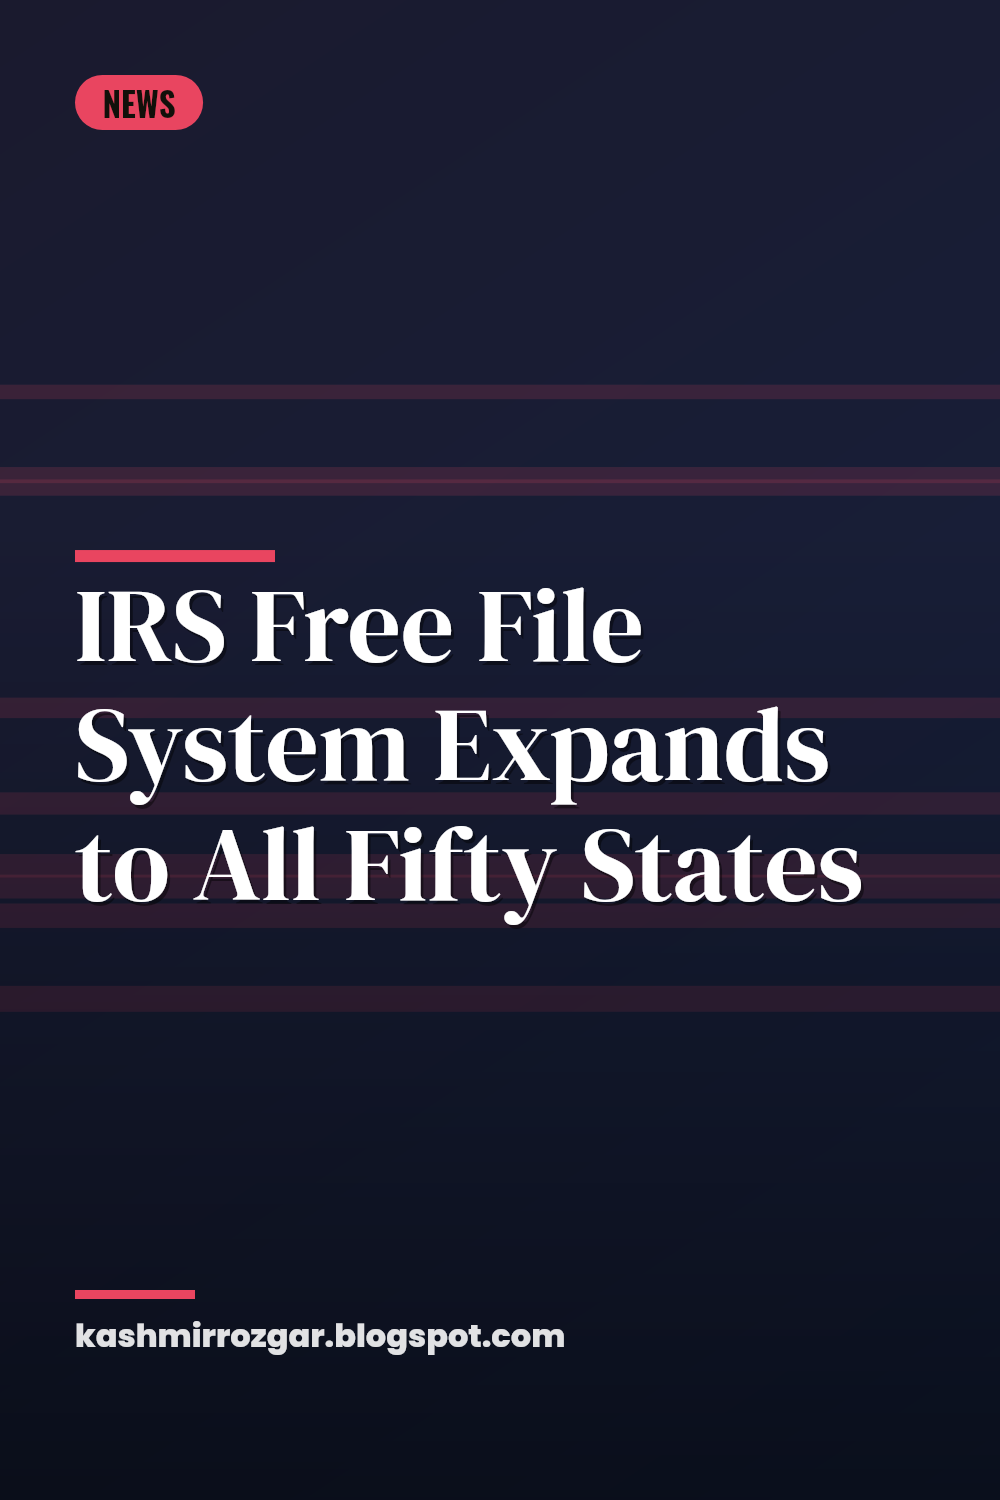 NEWS
IRS Free File
System Expands
to All Fifty States
kashmirrozgar.blogspot.com